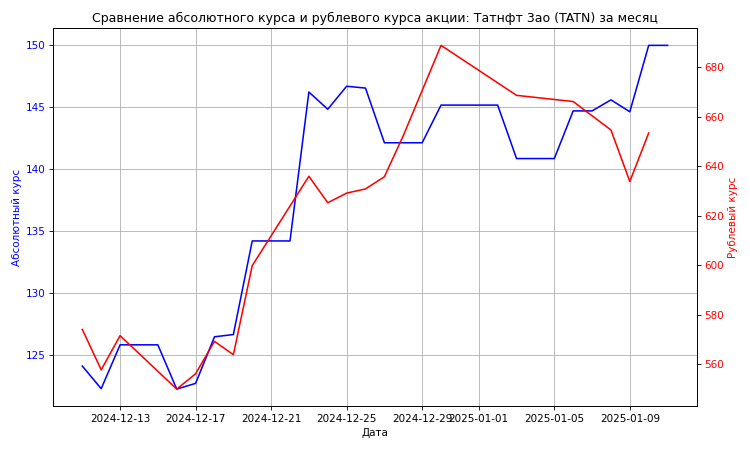 Сравнение абсолютного курса и рублевого курса акции: Татнфт 3ао (TATN) за месяц
150
145
140
135
130
125
680
660
640
620
600
580
560
Абсолютный курс
Рублевый курс
2024-12-13 2024-12-17 2024-12-21 2024-12-25 2024-12-29 2025-01-01 2025-01-05 2025-01-09
Дата